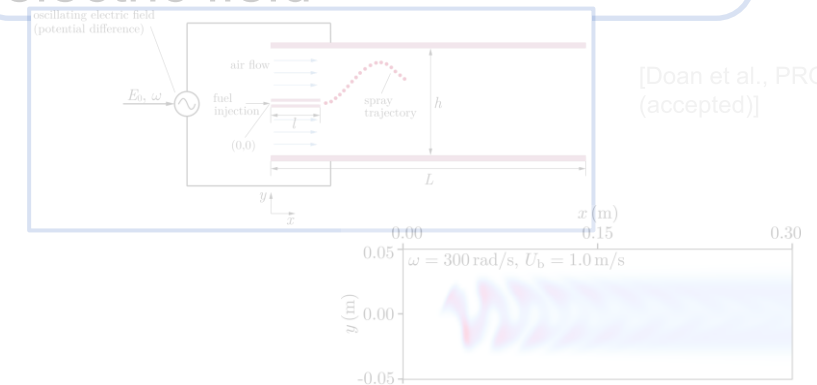 electric field
oscillating electric field
(potential difference)
air flow
E₀, ω
fuel
injection
l
(0,0)
spray
trajectory
h
L
y
x
[Doan et al., PRO
(accepted)]
x (m)
0.00 0.15 0.30
0.05
ω = 300 rad/s, U_b = 1.0 m/s
y (m)
0.00
-0.05